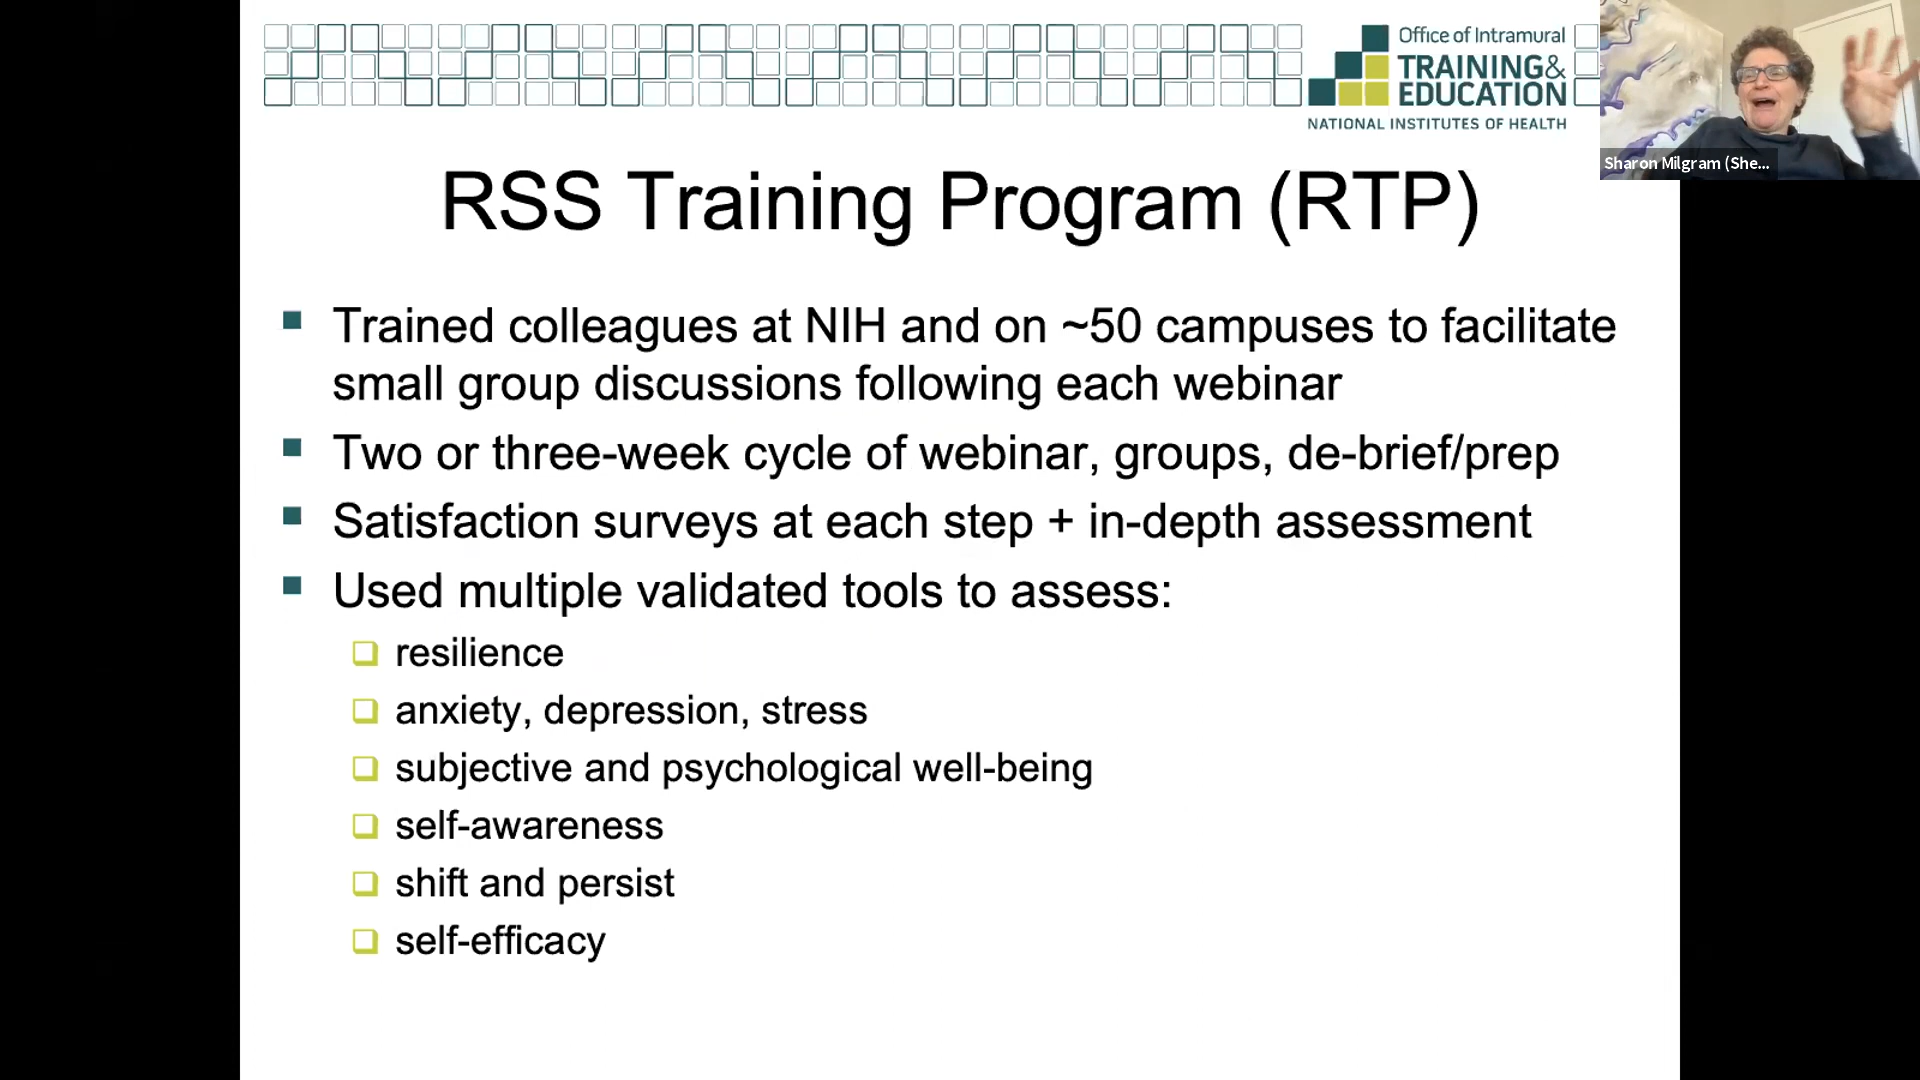 Office of Intramural
TRAINING&
EDUCATION
NATIONAL INSTITUTES OF HEALTH
Sharon Milgram (She...
RSS Training Program (RTP)
Trained colleagues at NIH and on ~50 campuses to facilitate
small group discussions following each webinar
Two or three-week cycle of webinar, groups, de-brief/prep
Satisfaction surveys at each step + in-depth assessment
Used multiple validated tools to assess:
resilience
anxiety, depression, stress
subjective and psychological well-being
self-awareness
shift and persist
self-efficacy